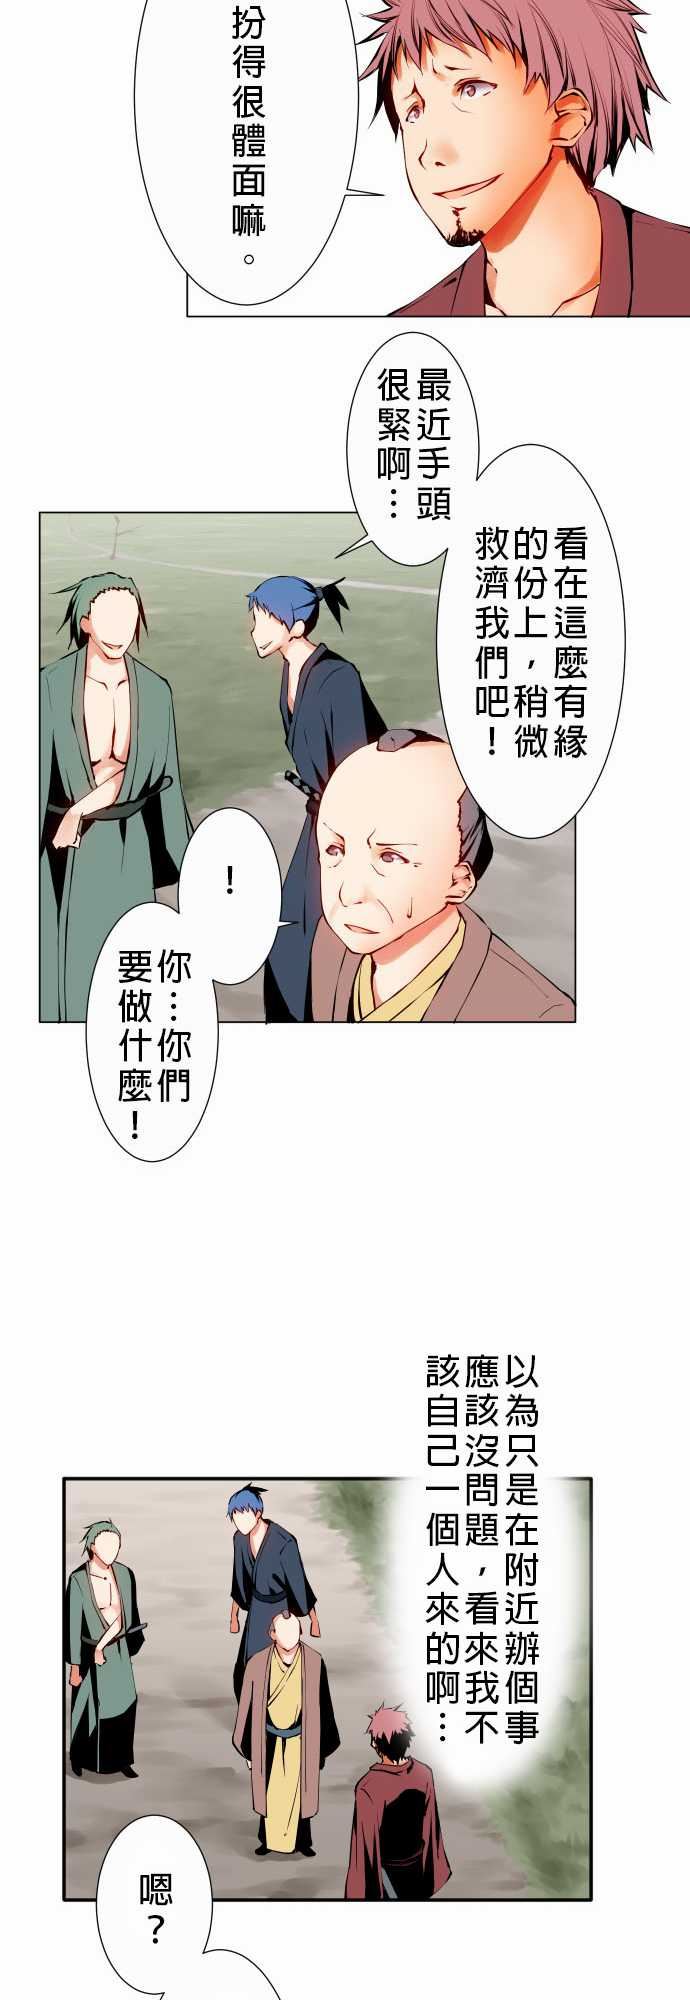 扮得很體面嘛。
最近手頭
很緊啊…
看在這麼有緣
的份上，稍微
救濟我們吧！
！
你…你們
要做什麼！
以為只是在附近辦個事
應該沒問題，看來我不
該自己一個人來的啊…
嗯？